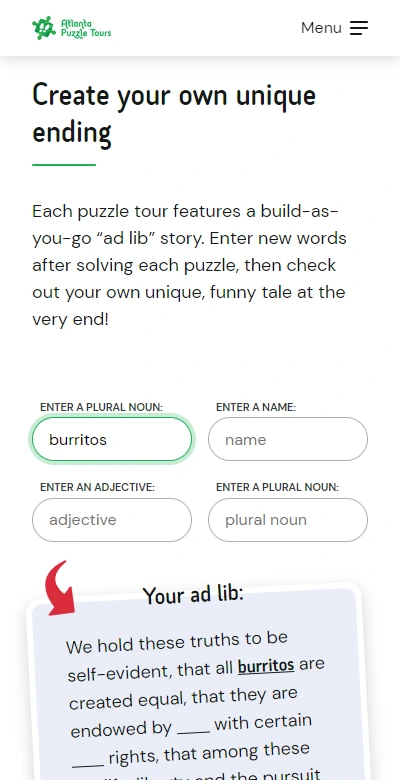 Atlanta
Puzzle Tours
Menu
Create your own unique
ending
Each puzzle tour features a build-as-
you-go “ad lib” story. Enter new words
after solving each puzzle, then check
out your own unique, funny tale at the
very end!
ENTER A PLURAL NOUN:
burritos
ENTER A NAME:
name
ENTER AN ADJECTIVE:
adjective
ENTER A PLURAL NOUN:
plural noun
Your ad lib:
We hold these truths to be
self-evident, that all burritos are
created equal, that they are
endowed by ____ with certain
____ rights, that among these
and the pursuit